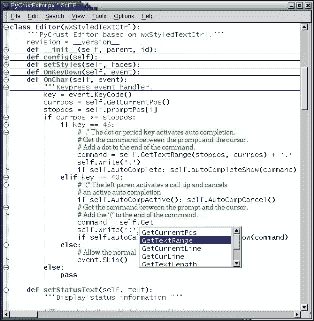 File Edit View Search Tools Options Help
class Editor(wxStyledTextCtrl):
"""PyCrust Editor based on wxStyledTextCtrl."""
revision = __version__
def __init__(self, parent, id):
def config(self):
def setStyles(self, faces):
def OnKeyDown(self, event):
def OnChar(self, event):
"""Keypress event handler.
key = event.KeyCode()
currpos = self.GetCurrentPos()
stoppos = self.promptPos[1]
if currpos >= stoppos:
if key == 46:
# "." The dot or period key activates auto completion.
# Get the command between the prompt and the cursor.
# Add a dot to the end of the command.
command = self.GetTextRange(stoppos, currpos) + '.'
self.write('.')
if self.autoComplete: self.autoCompleteShow(command)
elif key == 40:
# "(" The left paren activates a call tip and cancels
# an active auto completion.
if self.AutoCompActive(): self.AutoCompCancel()
# Get the command between the prompt and the cursor.
# Add the '(' to the end of the command.
command = self.Get
self.write('(')
GetCurrentPos
if self.autoCa
GetTextRange
ow(command)
else:
GetCurrentLine
# Allow the normal
GetCurLine
event.Skip()
GetTextLength
else:
pass
def setStatusText(self, text):
"""Display status information."""